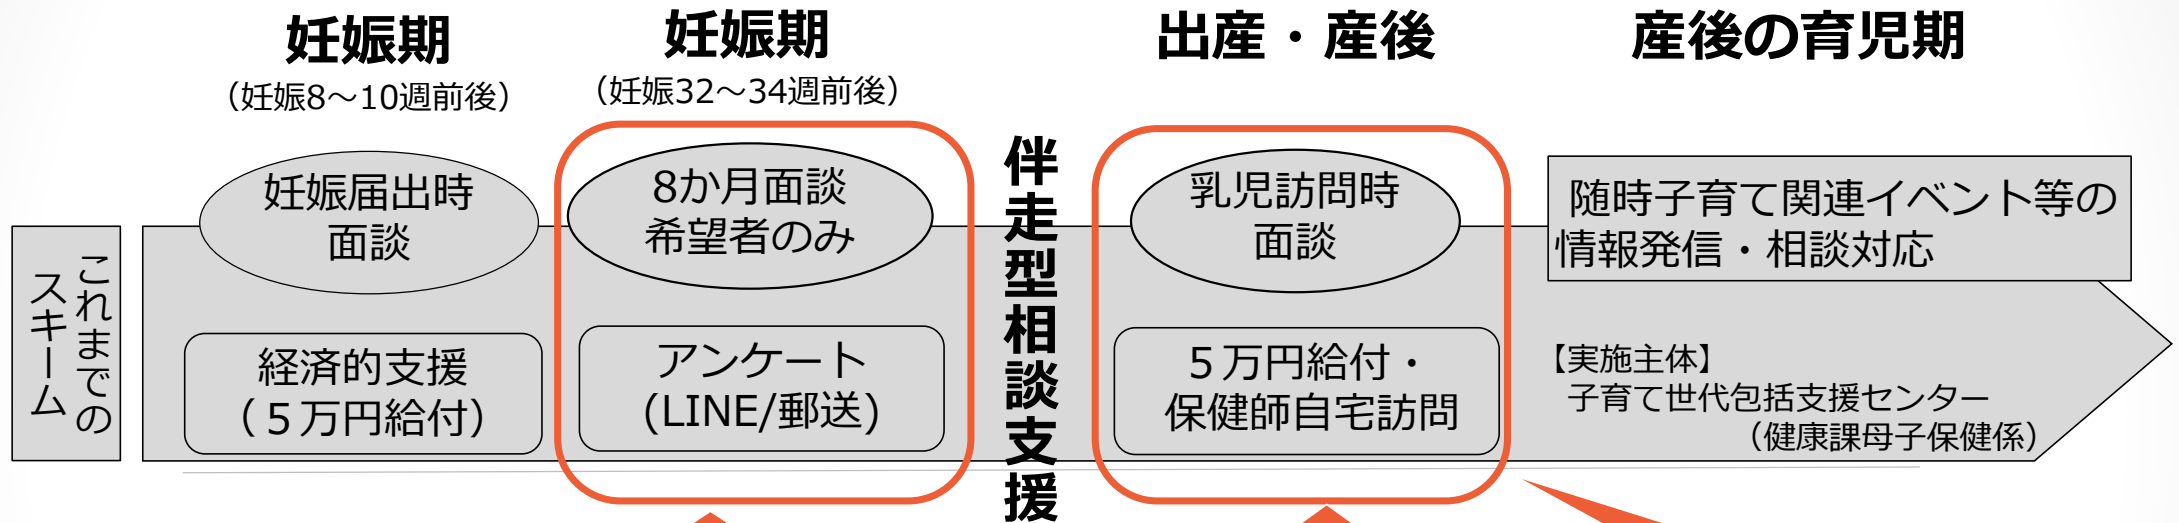 妊娠期
(妊娠8～10週前後)
妊娠期
(妊娠32～34週前後)
出産・産後
産後の育児期
これまでの
スキーム
妊娠届出時
面談
経済的支援
(５万円給付)
8か月面談
希望者のみ
アンケート
(LINE/郵送)
伴走型相談支援
乳児訪問時
面談
５万円給付・
保健師自宅訪問
随時子育て関連イベント等の
情報発信・相談対応
【実施主体】
子育て世代包括支援センター
(健康課母子保健係)